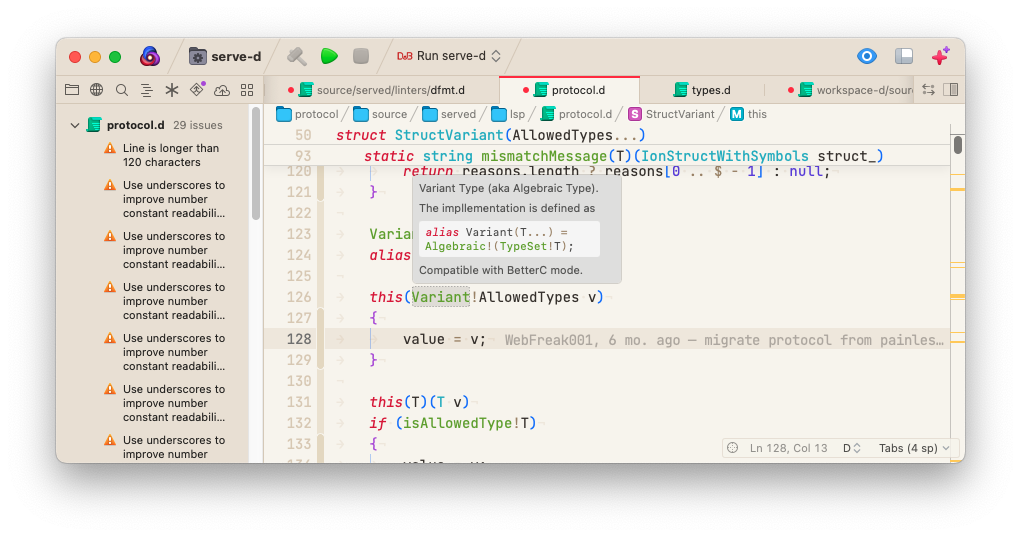 serve-d
D&B Run serve-d
source/served/linters/dfmt.d
protocol.d
types.d
workspace-d/sour
protocol / source / served / lsp / protocol.d / StructVariant / this
S
M
protocol.d 29 issues
Line is longer than
120 characters
Use underscores to
improve number
constant readabili...
Use underscores to
improve number
constant readabili...
Use underscores to
improve number
constant readabili...
Use underscores to
improve number
constant readabili...
Use underscores to
improve number
constant readabili...
Use underscores to
improve number
50 struct StructVariant(AllowedTypes...)
93 static string mismatchMessage(T)(IonStructWithSymbols struct_)
120 return reasons.length ? reasons[0 .. $ - 1] : null;
121 }
122
123 Varia
124 alias
125
Variant Type (aka Algebraic Type).
The impllementation is defined as
alias Variant(T...) =
Algebraic!(TypeSet!T);
Compatible with BetterC mode.
126 this(Variant!AllowedTypes v)
127 {
128 value = v; WebFreak001, 6 mo. ago — migrate protocol from painles…
129 }
130
131 this(T)(T v)
132 if (isAllowedType!T)
133 {
Ln 128, Col 13 D Tabs (4 sp)